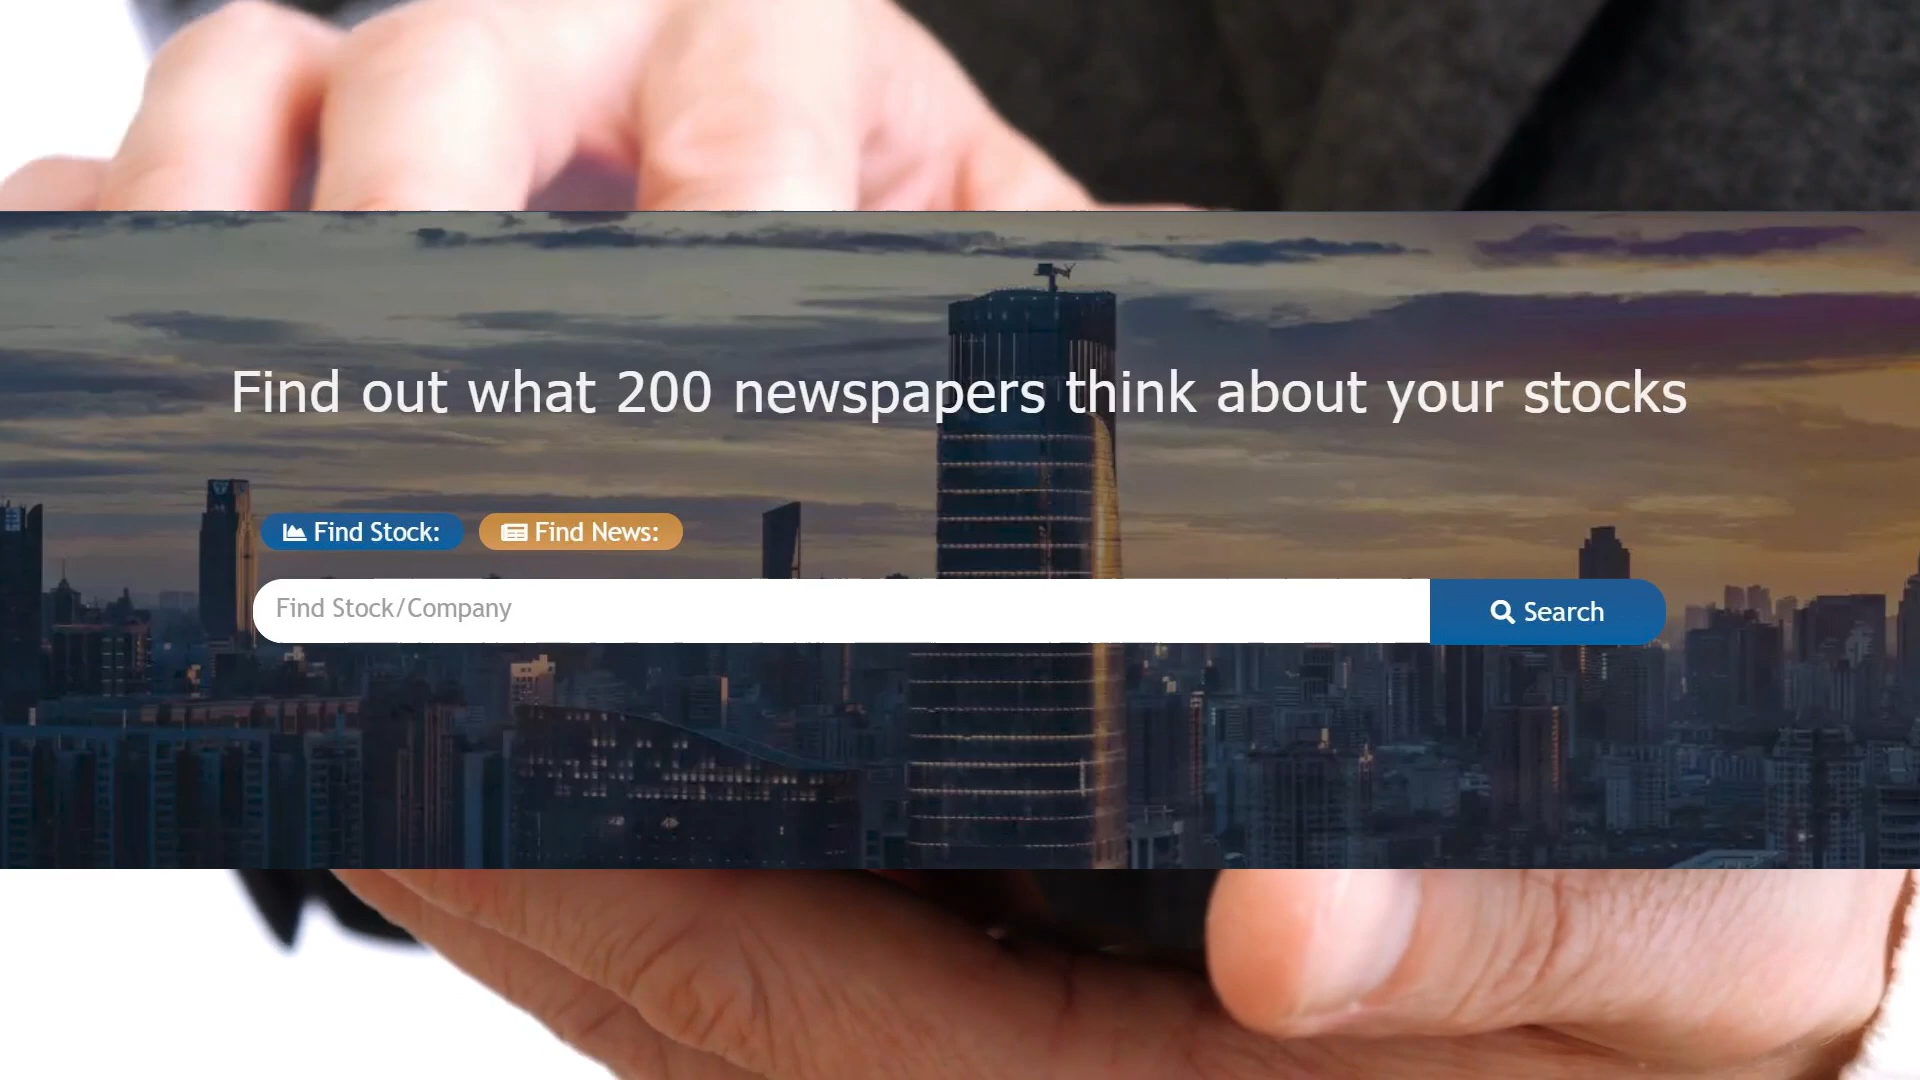 Find out what 200 newspapers think about your stocks
Find Stock: Find News:
Find Stock/Company
Search